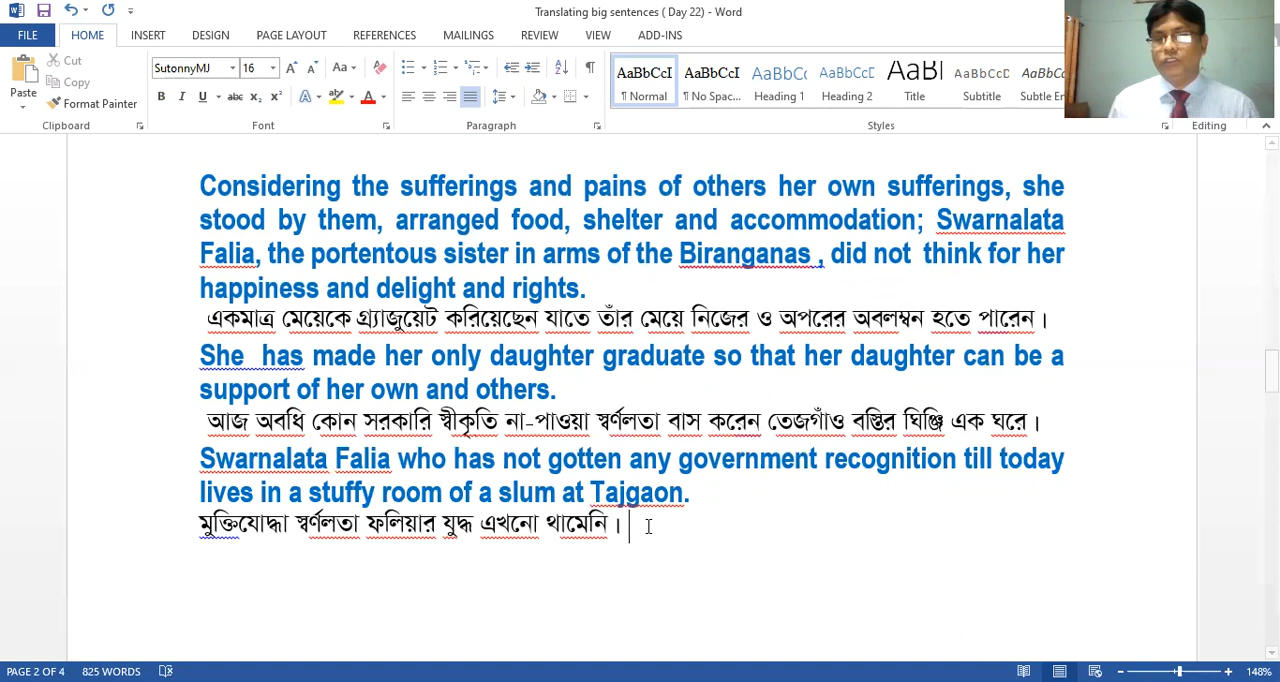 Translating big sentences ( Day 22) - Word
FILE HOME INSERT DESIGN PAGE LAYOUT REFERENCES MAILINGS REVIEW VIEW ADD-INS
Cut
Copy
Paste
Format Painter
Clipboard
SutonnyMJ 16
Font
Paragraph
AaBbCcI AaBbCcI AaBbCc AaBbCcI AaBl AaBbCcD AaBbCcI
¶ Normal ¶ No Spac... Heading 1 Heading 2 Title Subtitle Subtle Em
Styles
Editing
Considering the sufferings and pains of others her own sufferings, she
stood by them, arranged food, shelter and accommodation; Swarnalata
Falia, the portentous sister in arms of the Biranganas , did not think for her
happiness and delight and rights.
একমাত্র মেয়েকে গ্র্যাজুয়েট করিয়েছেন যাতে তাঁর মেয়ে নিজের ও অপরের অবলম্বন হতে পারেন।
She has made her only daughter graduate so that her daughter can be a
support of her own and others.
আজ অবধি কোন সরকারি স্বীকৃতি না-পাওয়া স্বর্ণলতা বাস করেন তেজগাঁও বস্তির ঘিঞ্জি এক ঘরে।
Swarnalata Falia who has not gotten any government recognition till today
lives in a stuffy room of a slum at Tajgaon.
মুক্তিযোদ্ধা স্বর্ণলতা ফলিয়ার যুদ্ধ এখনো থামেনি।
PAGE 2 OF 4 825 WORDS 148%